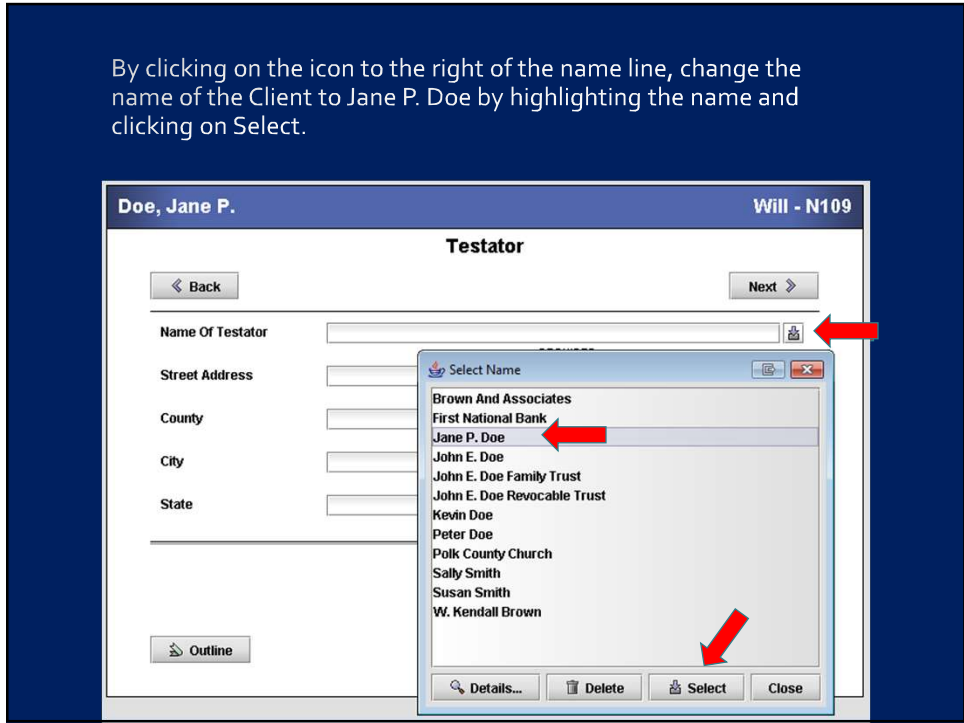 By clicking on the icon to the right of the name line, change the
name of the Client to Jane P. Doe by highlighting the name and
clicking on Select.
Doe, Jane P. Will - N109
Testator
Back Next
Name Of Testator
Street Address
County
City
State
Select Name
Brown And Associates
First National Bank
Jane P. Doe
John E. Doe
John E. Doe Family Trust
John E. Doe Revocable Trust
Kevin Doe
Peter Doe
Polk County Church
Sally Smith
Susan Smith
W. Kendall Brown
Outline
Details... Delete Select Close